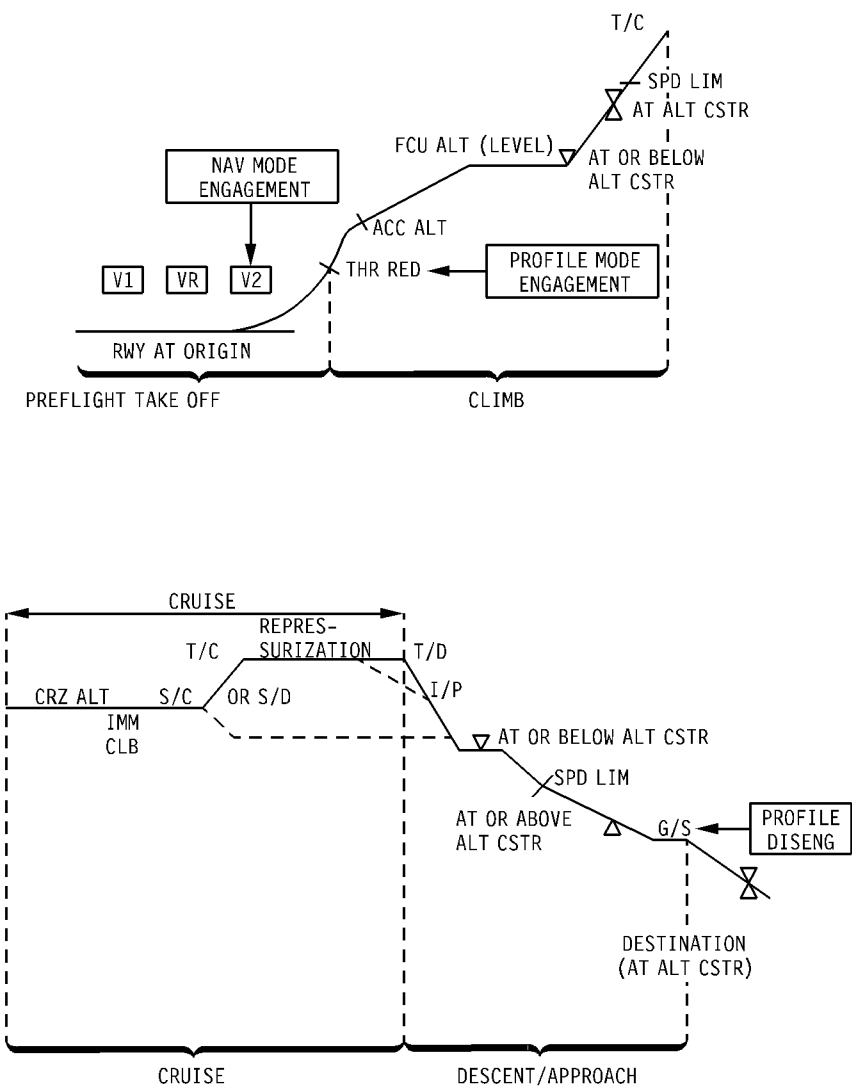 T/C
SPD LIM
AT ALT CSTR
FCU ALT (LEVEL)
AT OR BELOW
ALT CSTR
NAV MODE
ENGAGEMENT
ACC ALT
V1
VR
V2
THR RED
PROFILE MODE
ENGAGEMENT
RWY AT ORIGIN
PREFLIGHT TAKE OFF
CLIMB
CRUISE
REPRES-
SURIZATION
T/C
T/D
I/P
CRZ ALT
S/C
OR S/D
IMM
CLB
AT OR BELOW ALT CSTR
SPD LIM
AT OR ABOVE
ALT CSTR
G/S
PROFILE
DISENG
DESTINATION
(AT ALT CSTR)
CRUISE
DESCENT/APPROACH